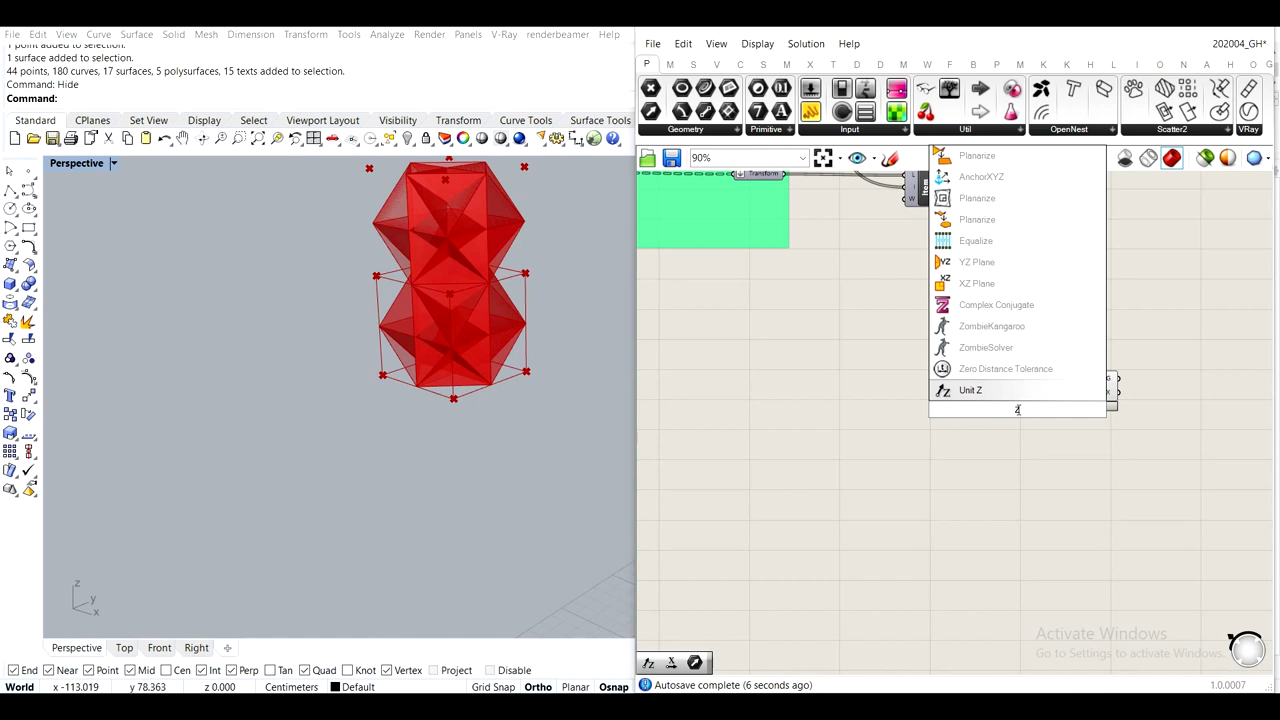 File Edit View Curve Surface Solid Mesh Dimension Transform Tools Analyze Render Panels V-Ray renderbeamer Help
1 point added to selection.
1 surface added to selection.
44 points, 180 curves, 17 surfaces, 5 polysurfaces, 15 texts added to selection.
Command: Hide
Command:
Standard CPlanes Set View Display Select Viewport Layout Visibility Transform Curve Tools Surface Tools
Perspective
z
y
x
Perspective Top Front Right
End Near Point Mid Cen Int Perp Tan Quad Knot Vertex Project Disable
World x -113.019 y 78.363 z 0.000 Centimeters Default Grid Snap Ortho Planar Osnap
File Edit View Display Solution Help 202004_GH*
P M S V C S M X T D M W F B P M K K L I O H O G
Geometry Primitive Input Util OpenNest Scatter2 VRay
90%
Transform
L
I
W
Item
Planarize
AnchorXYZ
Planarize
Planarize
Equalize
YZ Plane
XZ Plane
Complex Conjugate
ZombieKangaroo
ZombieSolver
Zero Distance Tolerance
Unit Z
Z
G
X
Activate Windows
Go to Settings to activate Windows.
Autosave complete (6 seconds ago) 1.0.0007